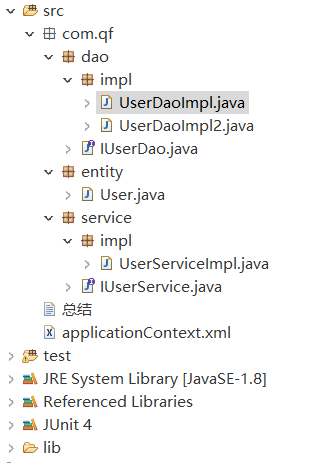 src
com.qf
dao
impl
UserDaoImpl.java
UserDaoImpl2.java
IUserDao.java
entity
User.java
service
impl
UserServiceImpl.java
IUserService.java
总结
applicationContext.xml
test
JRE System Library [JavaSE-1.8]
Referenced Libraries
JUnit 4
lib